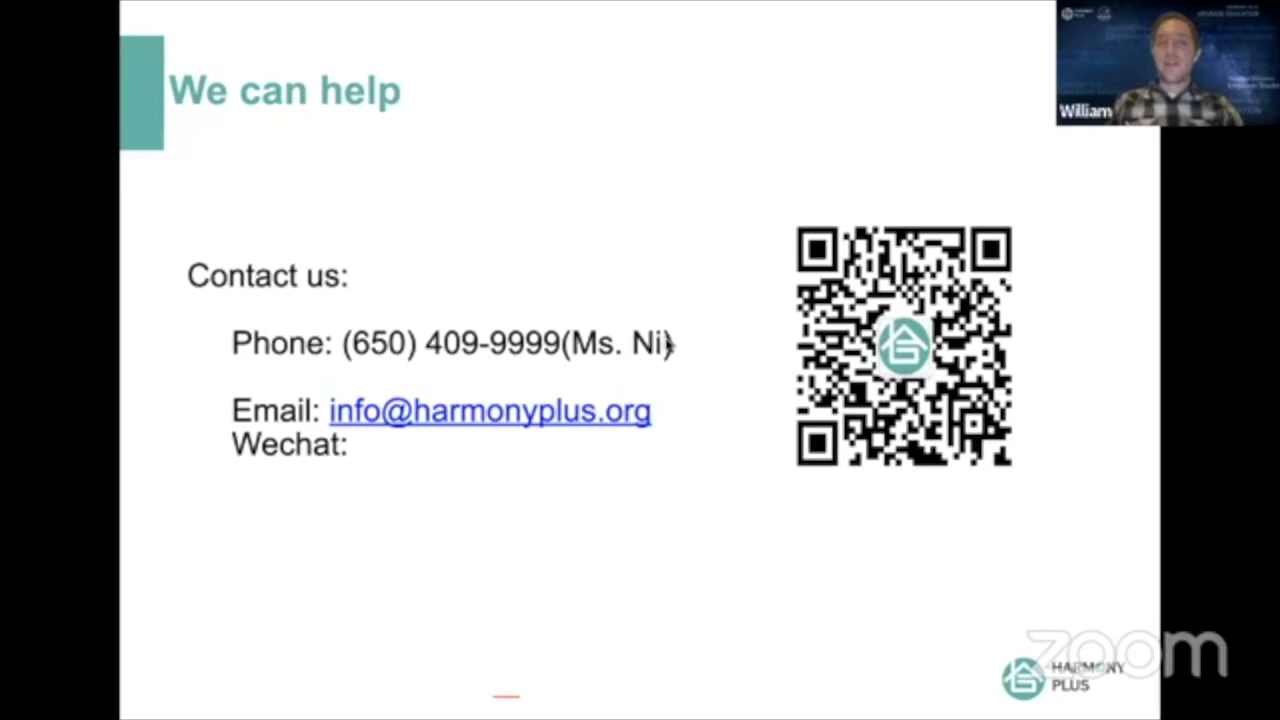 We can help
William
Contact us:
Phone: (650) 409-9999(Ms. Ni)
Email: info@harmonyplus.org
Wechat:
zoom
HARMONY
PLUS